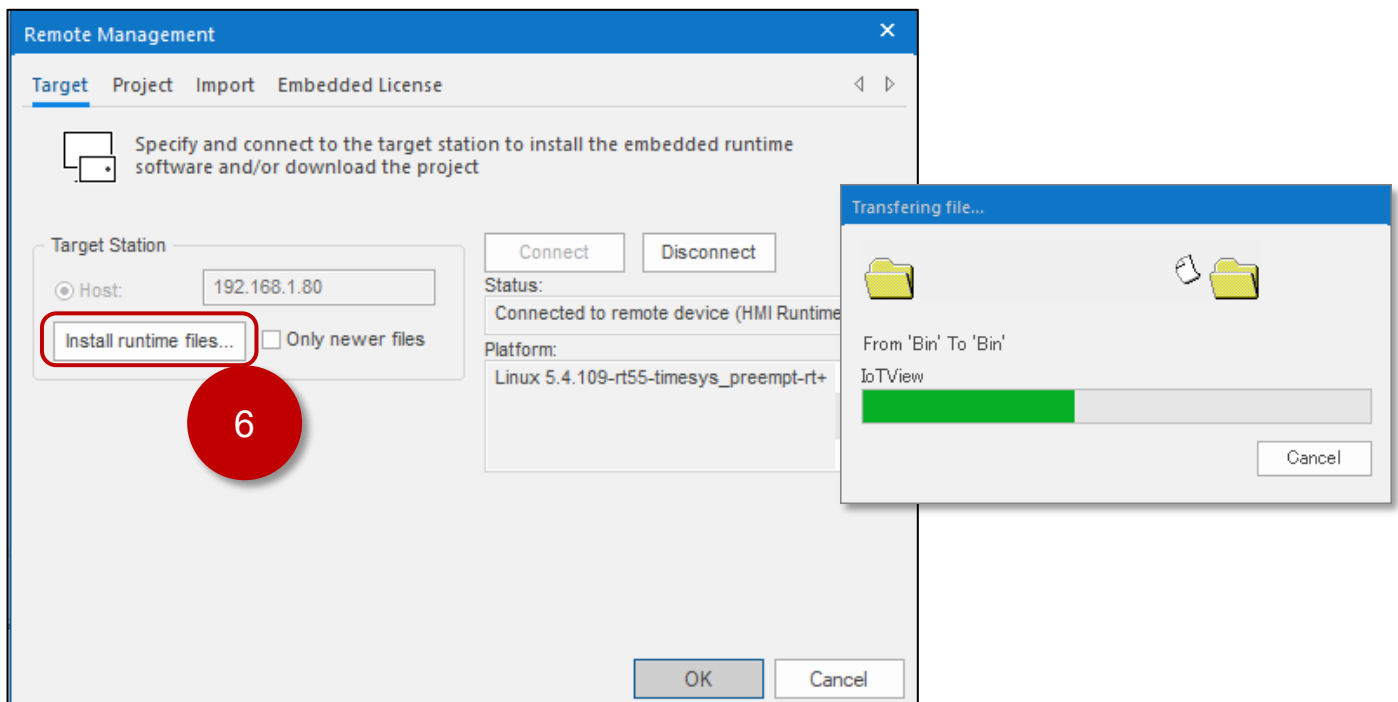 Remote Management
Target Project Import Embedded License
Specify and connect to the target station to install the embedded runtime
software and/or download the project
Target Station
Host: 192.168.1.80
Install runtime files... Only newer files
6
Connect Disconnect
Status:
Connected to remote device (HMI Runtime
Platform:
Linux 5.4.109-rt55-timesys_preempt-rt+
OK Cancel
Transfering file...
From 'Bin' To 'Bin'
IoTView
Cancel